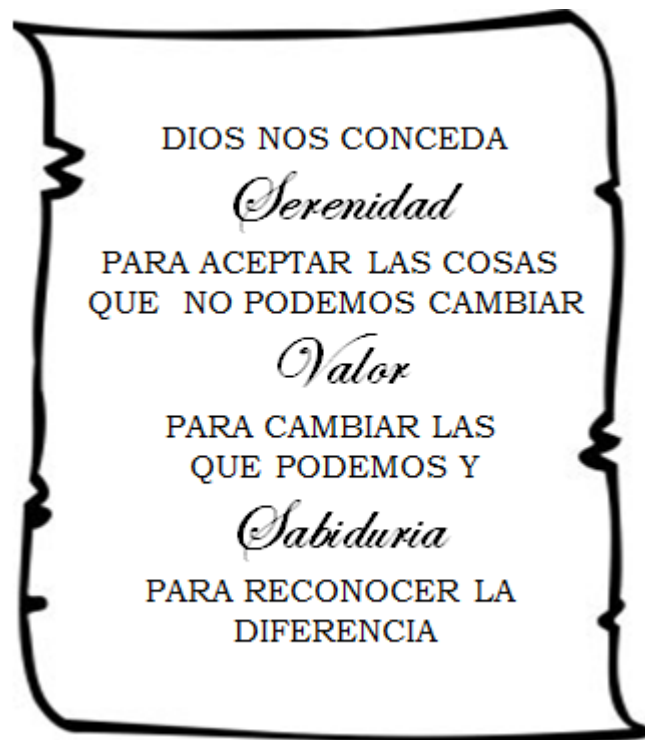 DIOS NOS CONCEDA
Serenidad
PARA ACEPTAR LAS COSAS
QUE NO PODEMOS CAMBIAR
Valor
PARA CAMBIAR LAS
QUE PODEMOS Y
Sabiduria
PARA RECONOCER LA
DIFERENCIA